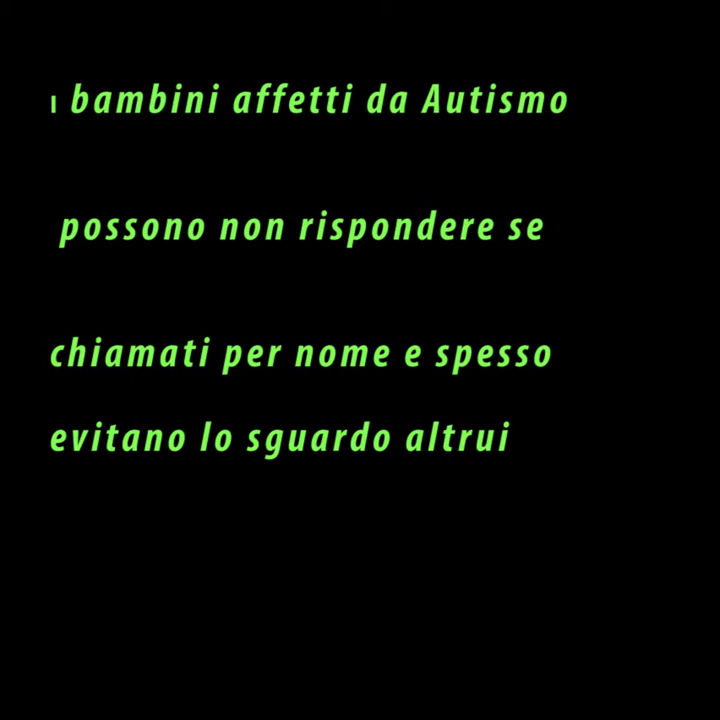 I bambini affetti da Autismo
possono non rispondere se
chiamati per nome e spesso
evitano lo sguardo altrui